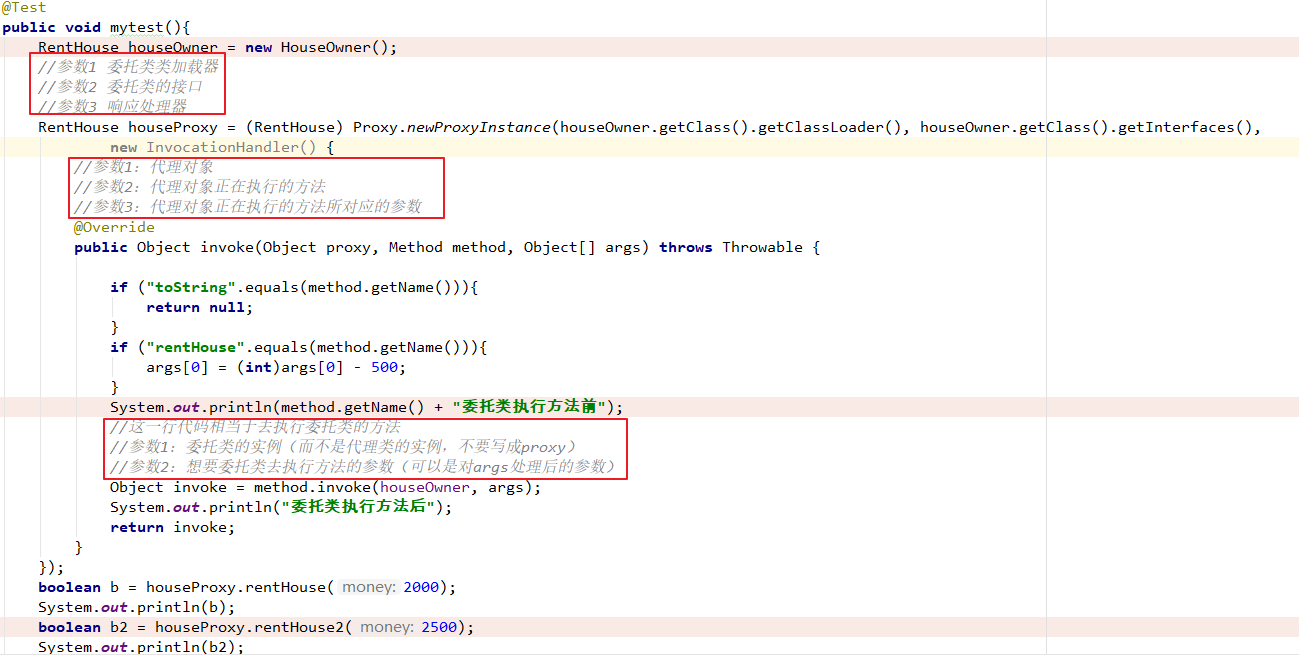 @Test
public void mytest(){
    RentHouse houseOwner = new HouseOwner();
    //参数1 委托类类加载器
    //参数2 委托类的接口
    //参数3 响应处理器
    RentHouse houseProxy = (RentHouse) Proxy.newProxyInstance(houseOwner.getClass().getClassLoader(), houseOwner.getClass().getInterfaces(),
            new InvocationHandler() {
        //参数1：代理对象
        //参数2：代理对象正在执行的方法
        //参数3：代理对象正在执行的方法所对应的参数
        @Override
        public Object invoke(Object proxy, Method method, Object[] args) throws Throwable {
            if ("toString".equals(method.getName())){
                return null;
            }
            if ("rentHouse".equals(method.getName())){
                args[0] = (int)args[0] - 500;
            }
            System.out.println(method.getName() + "委托类执行方法前");
            //这一行代码相当于去执行委托类的方法
            //参数1：委托类的实例（而不是代理类的实例，不要写成proxy）
            //参数2：想要委托类去执行方法的参数（可以是对args处理后的参数）
            Object invoke = method.invoke(houseOwner, args);
            System.out.println("委托类执行方法后");
            return invoke;
        }
    });
    boolean b = houseProxy.rentHouse( money: 2000);
    System.out.println(b);
    boolean b2 = houseProxy.rentHouse2( money: 2500);
    System.out.println(b2);